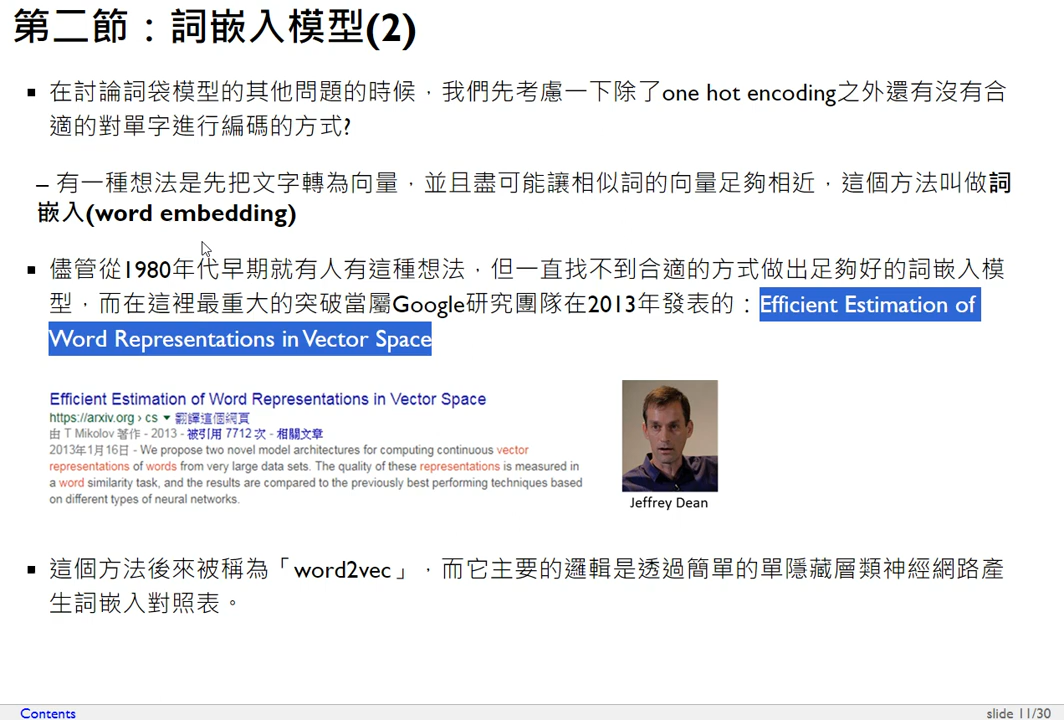 第二節：詞嵌入模型(2)
▪ 在討論詞袋模型的其他問題的時候，我們先考慮一下除了one hot encoding之外還有沒有合
適的對單字進行編碼的方式?
– 有一種想法是先把文字轉為向量，並且盡可能讓相似詞的向量足夠相近，這個方法叫做詞
嵌入(word embedding)
▪ 儘管從1980年代早期就有人有這種想法，但一直找不到合適的方式做出足夠好的詞嵌入模
型，而在這裡最重大的突破當屬Google研究團隊在2013年發表的：Efficient Estimation of
Word Representations in Vector Space
Efficient Estimation of Word Representations in Vector Space
https://arxiv.org › cs ▼ 翻譯這個網頁
由 T Mikolov 著作 - 2013 - 被引用 7712 次 - 相關文章
2013年1月16日 - We propose two novel model architectures for computing continuous vector
representations of words from very large data sets. The quality of these representations is measured in
a word similarity task, and the results are compared to the previously best performing techniques based
on different types of neural networks.
Jeffrey Dean
▪ 這個方法後來被稱為「word2vec」，而它主要的邏輯是透過簡單的單隱藏層類神經網路產
生詞嵌入對照表。
Contents
slide 11/30